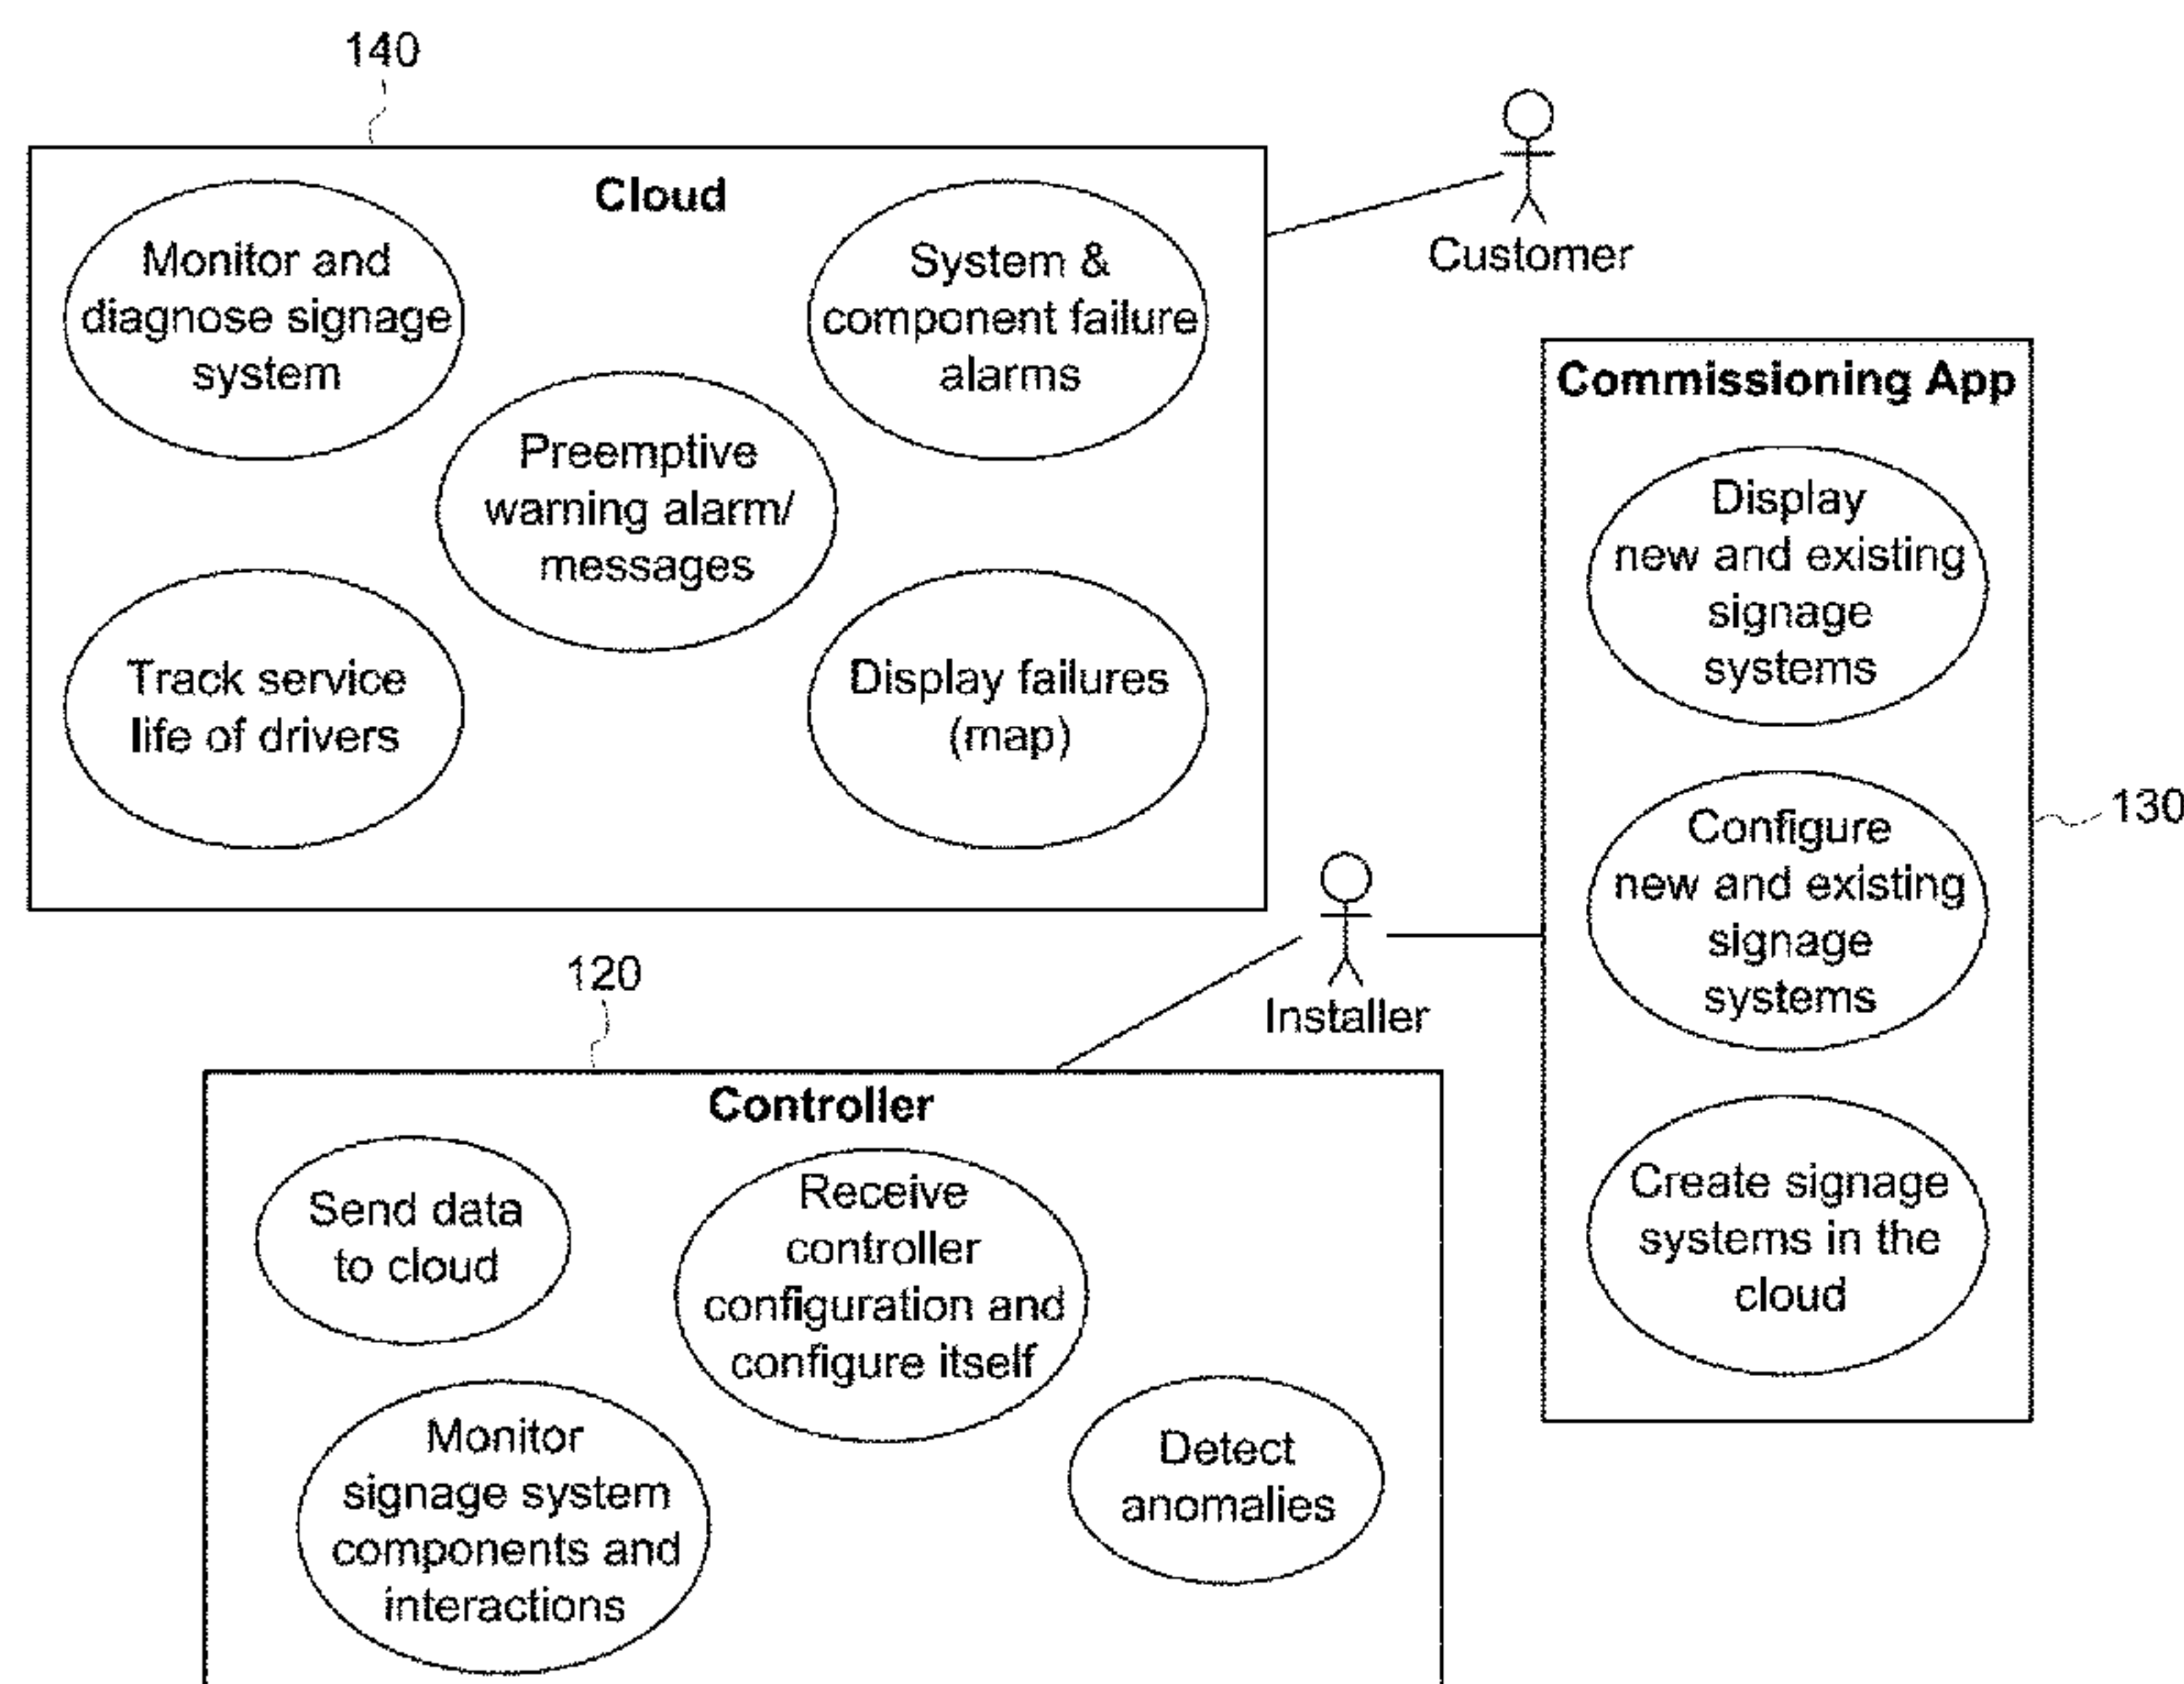 140
Cloud
Monitor and
diagnose signage
system
System &
component failure
alarms
Preemptive
warning alarm/
messages
Track service
life of drivers
Display failures
(map)
Customer
Commissioning App
Display
new and existing
signage
systems
Configure
new and existing
signage
systems
Create signage
systems in the
cloud
130
Installer
120
Controller
Send data
to cloud
Receive
controller
configuration and
configure itself
Monitor
signage system
components and
interactions
Detect
anomalies